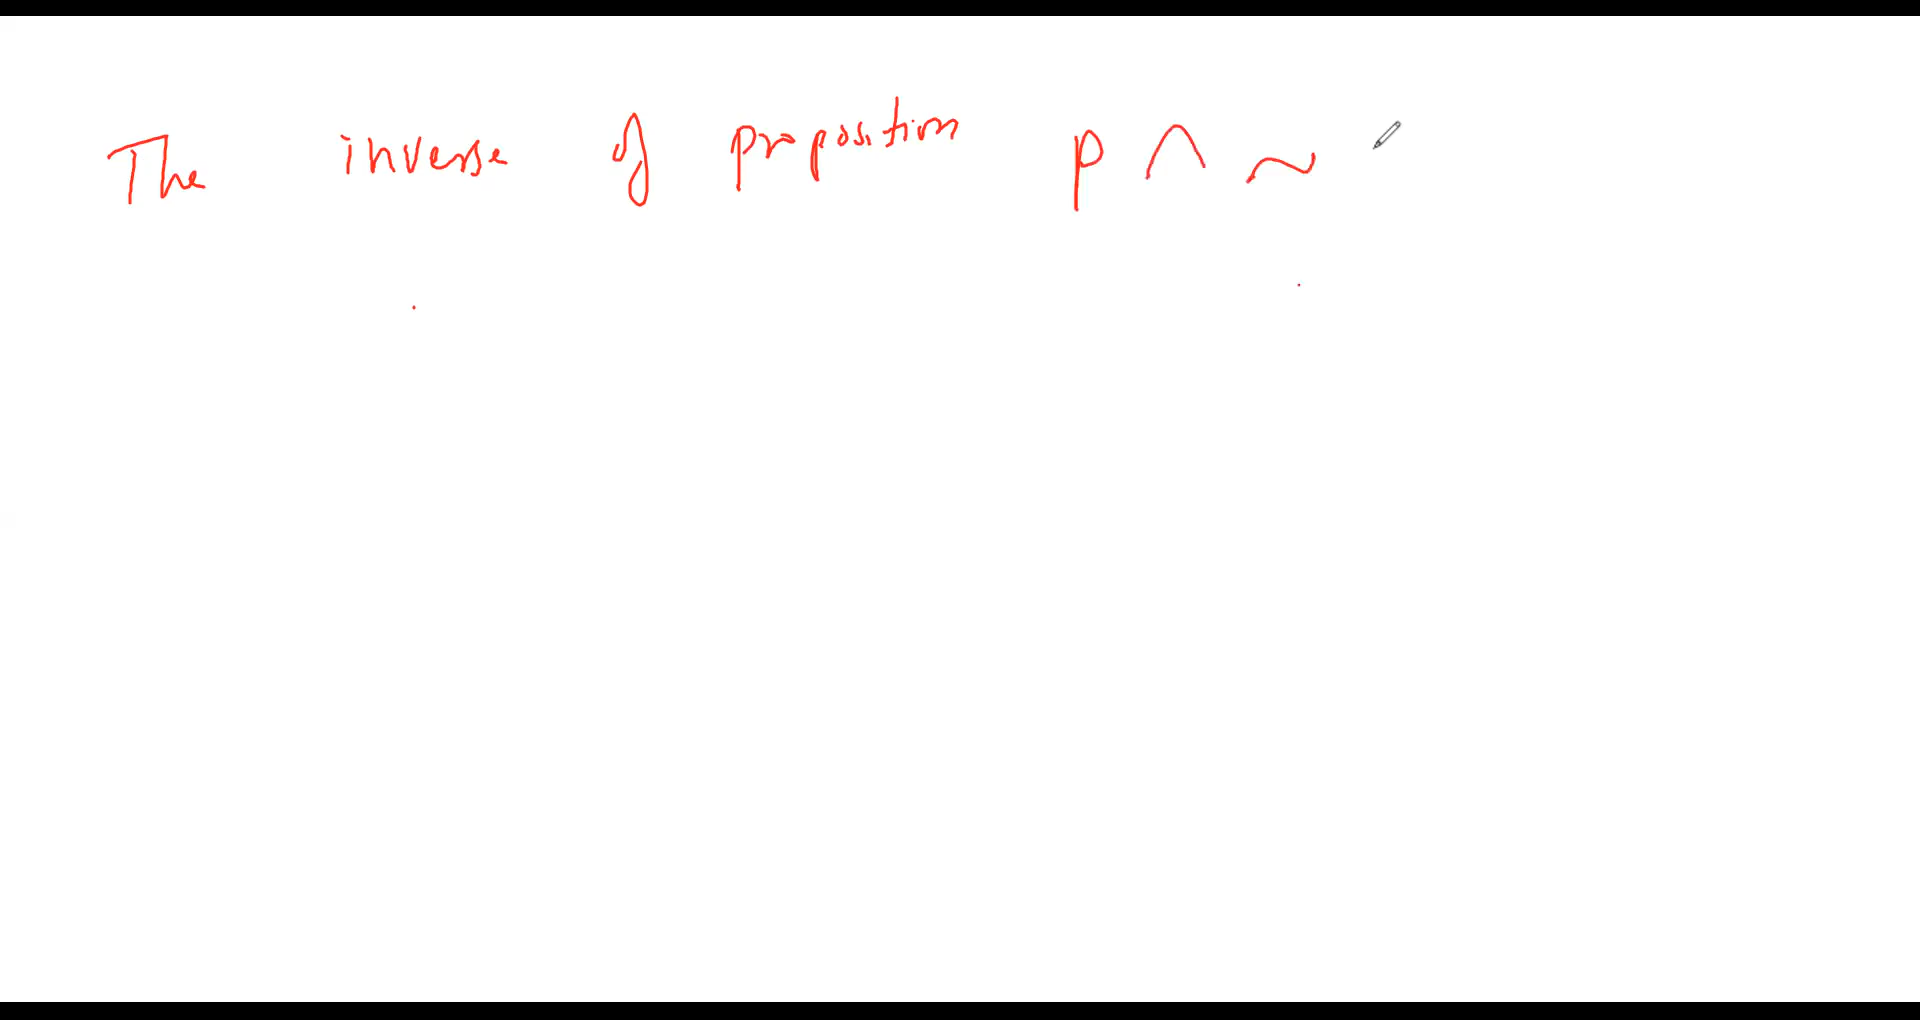 The inverse of proposition p ∧ ~